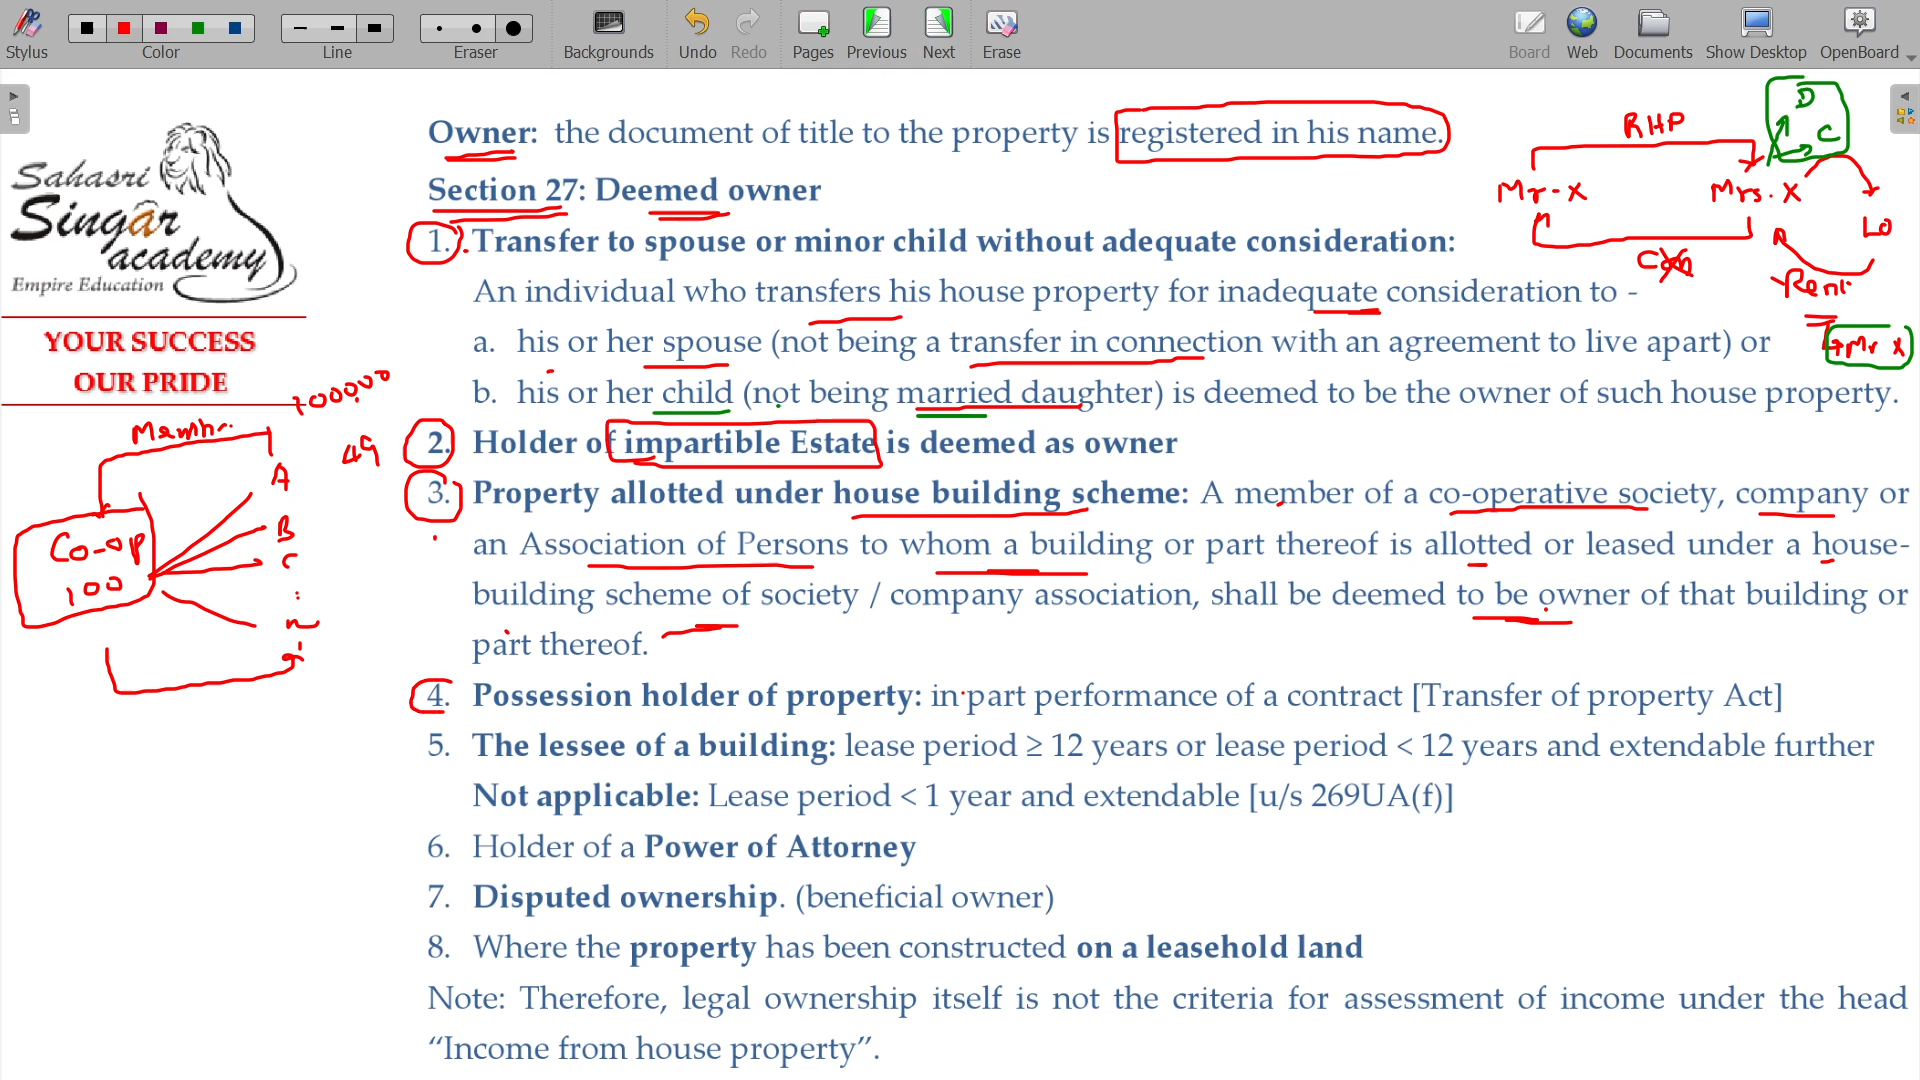 Stylus
Color
Line
Eraser
Backgrounds
Undo
Redo
Pages
Previous
Next
Erase
Board
Web
Documents
Show Desktop
OpenBoard
Sahasri
Singār
academy
Empire Education
YOUR SUCCESS
OUR PRIDE
Owner: the document of title to the property is registered in his name.
Section 27: Deemed owner
1. Transfer to spouse or minor child without adequate consideration:
An individual who transfers his house property for inadequate consideration to -
a. his or her spouse (not being a transfer in connection with an agreement to live apart) or
b. his or her child (not being married daughter) is deemed to be the owner of such house property.
2. Holder of impartible Estate is deemed as owner
3. Property allotted under house building scheme: A member of a co-operative society, company or
an Association of Persons to whom a building or part thereof is allotted or leased under a house-
building scheme of society / company association, shall be deemed to be owner of that building or
part thereof.
4. Possession holder of property: in part performance of a contract [Transfer of property Act]
5. The lessee of a building: lease period ≥ 12 years or lease period < 12 years and extendable further
Not applicable: Lease period < 1 year and extendable [u/s 269UA(f)]
6. Holder of a Power of Attorney
7. Disputed ownership. (beneficial owner)
8. Where the property has been constructed on a leasehold land
Note: Therefore, legal ownership itself is not the criteria for assessment of income under the head
“Income from house property”.
RHP
D
C
Mr-X
Mrs. X
LO
Rent
Mr X
49
A
B
C
Co-op
100